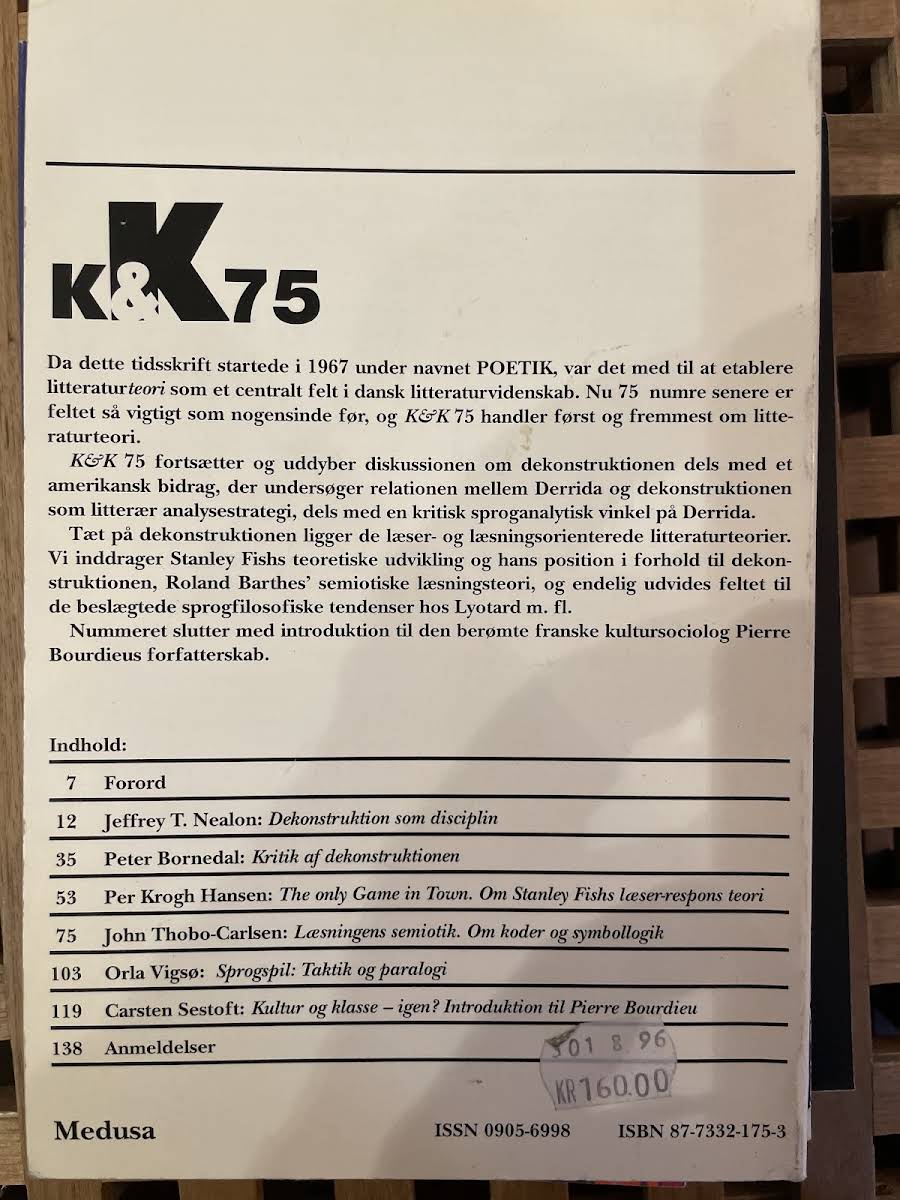 K&K 75
Da dette tidsskrift startede i 1967 under navnet POETIK, var det med til at etablere
litteraturteori som et centralt felt i dansk litteraturvidenskab. Nu 75 numre senere er
feltet så vigtigt som nogensinde før, og K&K 75 handler først og fremmest om litte-
raturteori.
K&K 75 fortsætter og uddyber diskussionen om dekonstruktionen dels med et
amerikansk bidrag, der undersøger relationen mellem Derrida og dekonstruktionen
som litterær analysestrategi, dels med en kritisk sproganalytisk vinkel på Derrida.
Tæt på dekonstruktionen ligger de læser- og læsningsorienterede litteraturteorier.
Vi inddrager Stanley Fishs teoretiske udvikling og hans position i forhold til dekon-
struktionen, Roland Barthes' semiotiske læsningsteori, og endelig udvides feltet til
de beslægtede sprogfilosofiske tendenser hos Lyotard m. fl.
Nummeret slutter med introduktion til den berømte franske kultursociolog Pierre
Bourdieus forfatterskab.
Indhold:
7 Forord
12 Jeffrey T. Nealon: Dekonstruktion som disciplin
35 Peter Bornedal: Kritik af dekonstruktionen
53 Per Krogh Hansen: The only Game in Town. Om Stanley Fishs læser-respons teori
75 John Thobo-Carlsen: Læsningens semiotik. Om koder og symbollogik
103 Orla Vigsø: Sprogspil: Taktik og paralogi
119 Carsten Sestoft: Kultur og klasse – igen? Introduktion til Pierre Bourdieu
138 Anmeldelser
8 96
KR 160.00
Medusa ISSN 0905-6998 ISBN 87-7332-175-3